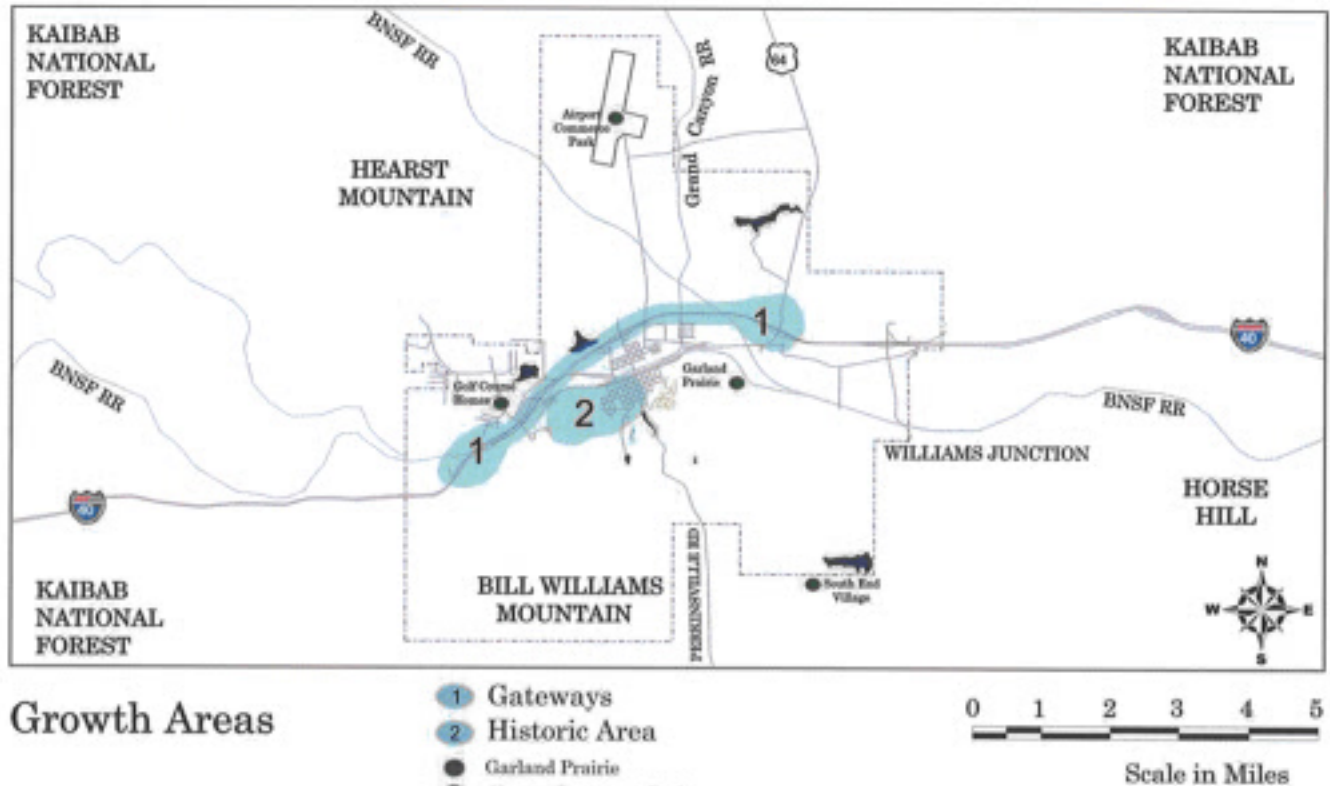 KAIBAB
NATIONAL
FOREST
BNSF RR
Grand Canyon RR
64
KAIBAB
NATIONAL
FOREST
Airport
Commerce
Park
HEARST
MOUNTAIN
1
40
BNSF RR
Golf Course
Homes
Garland
Prairie
2
1
BNSF RR
WILLIAMS JUNCTION
40
HORSE
HILL
PERKINSVILLE RD
KAIBAB
NATIONAL
FOREST
BILL WILLIAMS
MOUNTAIN
South End
Village
N
W E
S
Growth Areas
1 Gateways
2 Historic Area
Garland Prairie
0 1 2 3 4 5
Scale in Miles